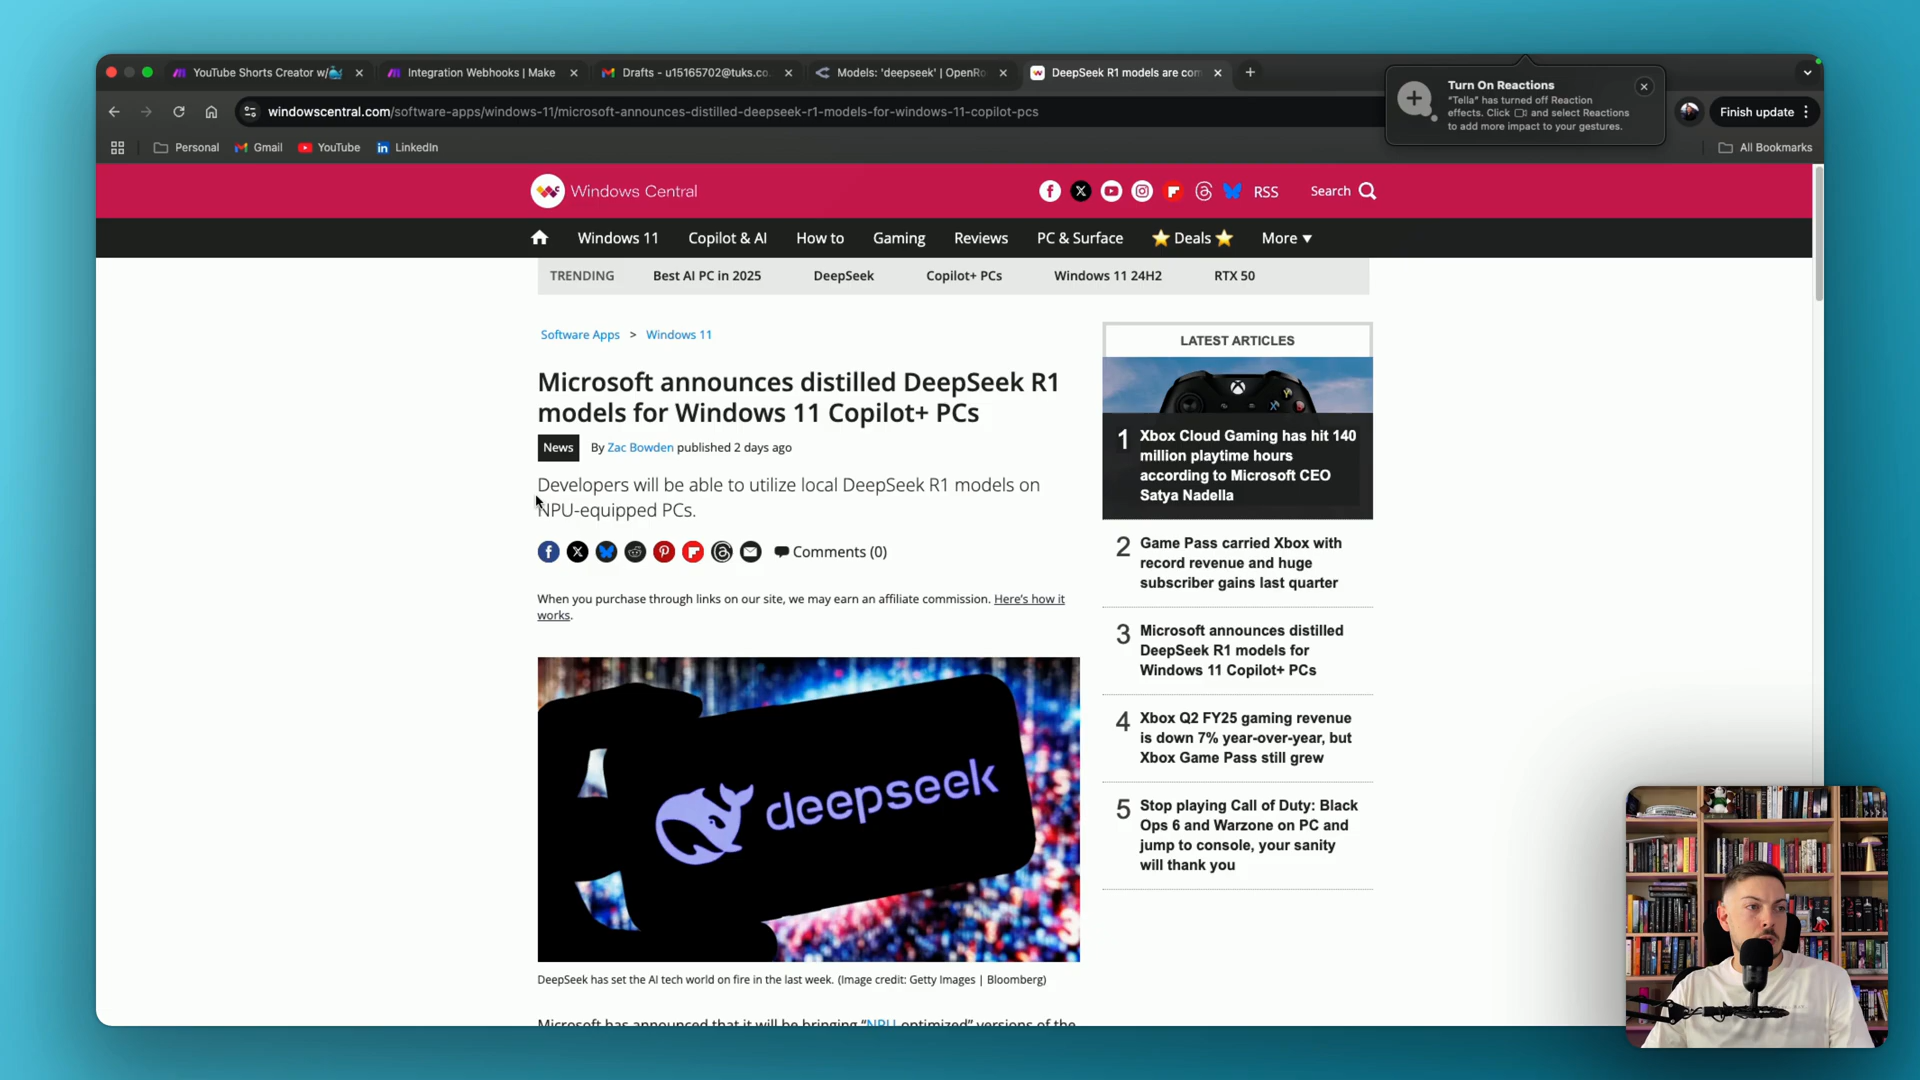 YouTube Shorts Creator w/
Integration Webhooks | Make
Drafts - u15165702@tuks.co.
Models: 'deepseek' | OpenRo
DeepSeek R1 models are com
Turn On Reactions
"Tella" has turned off Reaction
effects. Click and select Reactions
to add more impact to your gestures.
windowscentral.com/software-apps/windows-11/microsoft-announces-distilled-deepseek-r1-models-for-windows-11-copilot-pcs
Finish update
Personal
Gmail
YouTube
LinkedIn
All Bookmarks
Windows Central
RSS
Search
Windows 11
Copilot & AI
How to
Gaming
Reviews
PC & Surface
Deals
More
TRENDING
Best AI PC in 2025
DeepSeek
Copilot+ PCs
Windows 11 24H2
RTX 50
Software Apps > Windows 11
Microsoft announces distilled DeepSeek R1
models for Windows 11 Copilot+ PCs
News
By Zac Bowden published 2 days ago
Developers will be able to utilize local DeepSeek R1 models on
NPU-equipped PCs.
Comments (0)
When you purchase through links on our site, we may earn an affiliate commission. Here's how it
works.
deepseek
DeepSeek has set the AI tech world on fire in the last week. (Image credit: Getty Images | Bloomberg)
Microsoft has announced that it will be bringing "NPU optimized" versions of the
LATEST ARTICLES
1
Xbox Cloud Gaming has hit 140
million playtime hours
according to Microsoft CEO
Satya Nadella
2
Game Pass carried Xbox with
record revenue and huge
subscriber gains last quarter
3
Microsoft announces distilled
DeepSeek R1 models for
Windows 11 Copilot+ PCs
4
Xbox Q2 FY25 gaming revenue
is down 7% year-over-year, but
Xbox Game Pass still grew
5
Stop playing Call of Duty: Black
Ops 6 and Warzone on PC and
jump to console, your sanity
will thank you